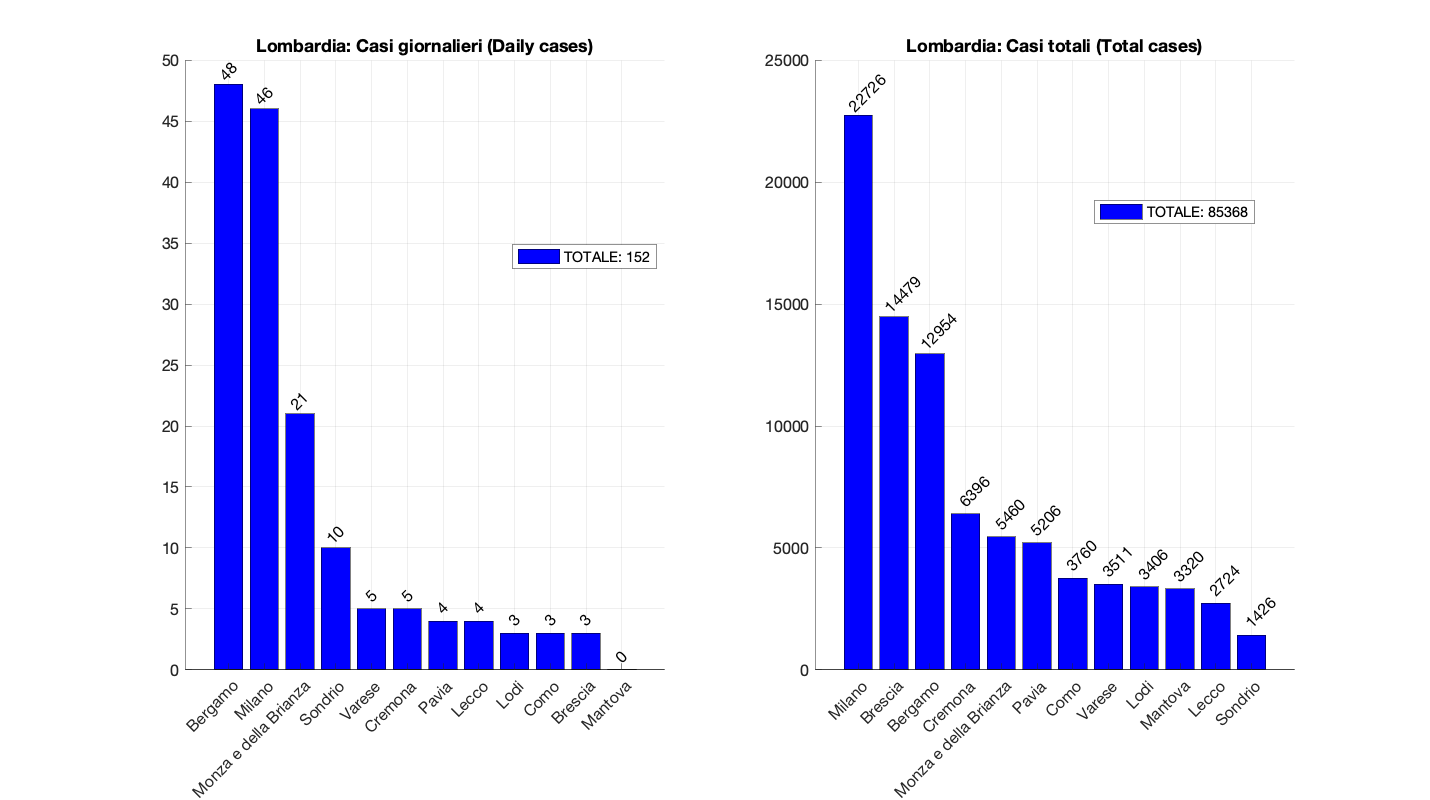 Lombardia: Casi giornalieri (Daily cases)
50
45
40
35
30
25
20
15
10
5
0
48
46
21
10
5
5
4
4
3
3
3
0
TOTALE: 152
Bergamo
Milano
Monza e della Brianza
Sondrio
Varese
Cremona
Pavia
Lecco
Lodi
Como
Brescia
Mantova
Lombardia: Casi totali (Total cases)
25000
20000
15000
10000
5000
0
22726
14479
12954
6396
5460
5206
3760
3511
3406
3320
2724
1426
TOTALE: 85368
Milano
Brescia
Bergamo
Cremona
Monza e della Brianza
Pavia
Como
Varese
Lodi
Mantova
Lecco
Sondrio